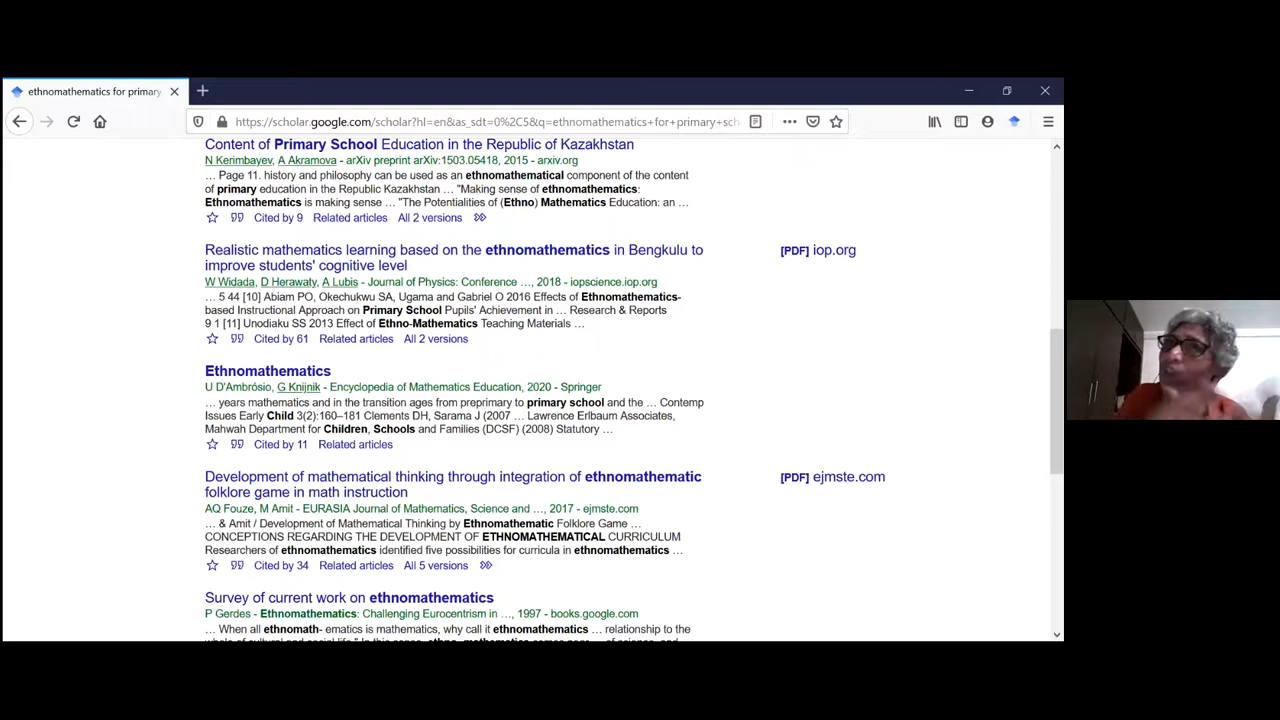 ethnomathematics for primary
https://scholar.google.com/scholar?hl=en&as_sdt=0%2C5&q=ethnomathematics+for+primary+sch
Content of Primary School Education in the Republic of Kazakhstan
N Kerimbayev, A Akramova - arXiv preprint arXiv:1503.05418, 2015 - arxiv.org
... Page 11. history and philosophy can be used as an ethnomathematical component of the content
of primary education in the Republic Kazakhstan ... "Making sense of ethnomathematics:
Ethnomathematics is making sense ... "The Potentialities of (Ethno) Mathematics Education: an ...
Cited by 9 Related articles All 2 versions
Realistic mathematics learning based on the ethnomathematics in Bengkulu to
improve students' cognitive level
[PDF] iop.org
W Widada, D Herawaty, A Lubis - Journal of Physics: Conference ..., 2018 - iopscience.iop.org
... 5 44 [10] Abiam PO, Okechukwu SA, Ugama and Gabriel O 2016 Effects of Ethnomathematics-
based Instructional Approach on Primary School Pupils' Achievement in ... Research & Reports
9 1 [11] Unodiaku SS 2013 Effect of Ethno-Mathematics Teaching Materials ...
Cited by 61 Related articles All 2 versions
Ethnomathematics
U D'Ambrósio, G Knijnik - Encyclopedia of Mathematics Education, 2020 - Springer
... years mathematics and in the transition ages from preprimary to primary school and the ... Contemp
Issues Early Child 3(2):160–181 Clements DH, Sarama J (2007 ... Lawrence Erlbaum Associates,
Mahwah Department for Children, Schools and Families (DCSF) (2008) Statutory ...
Cited by 11 Related articles
Development of mathematical thinking through integration of ethnomathematic
folklore game in math instruction
[PDF] ejmste.com
AQ Fouze, M Amit - EURASIA Journal of Mathematics, Science and ..., 2017 - ejmste.com
... & Amit / Development of Mathematical Thinking by Ethnomathematic Folklore Game ...
CONCEPTIONS REGARDING THE DEVELOPMENT OF ETHNOMATHEMATICAL CURRICULUM
Researchers of ethnomathematics identified five possibilities for curricula in ethnomathematics ...
Cited by 34 Related articles All 5 versions
Survey of current work on ethnomathematics
P Gerdes - Ethnomathematics: Challenging Eurocentrism in ..., 1997 - books.google.com
... When all ethnomath- ematics is mathematics, why call it ethnomathematics ... relationship to the